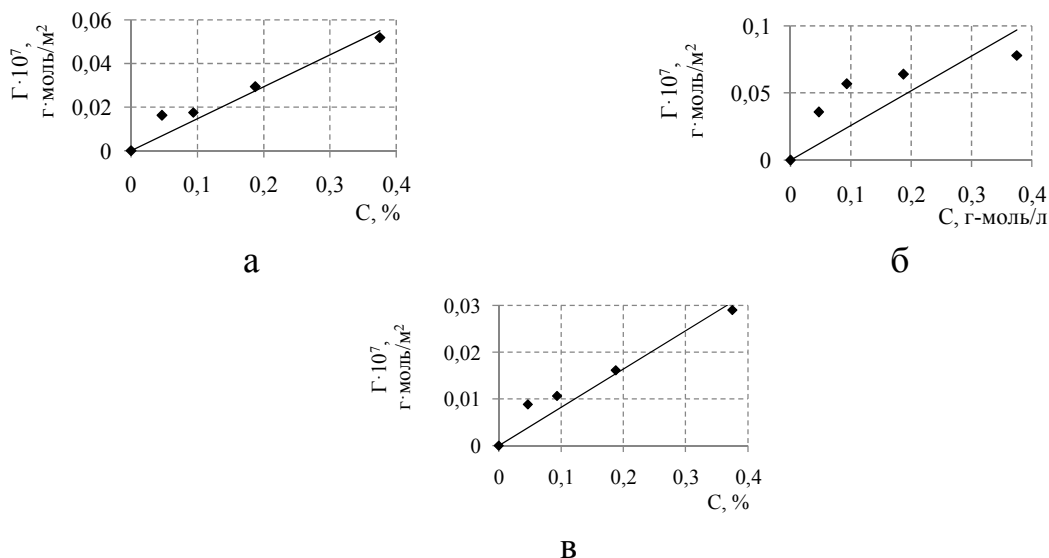 Г·10⁷,
г·моль/м²
0,06
0,04
0,02
0
0 0,1 0,2 0,3 0,4
С, %
а
Г·10⁷,
г·моль/м²
0,1
0,05
0
0 0,1 0,2 0,3 0,4
С, г-моль/л
б
Г·10⁷,
г·моль/м²
0,03
0,02
0,01
0
0 0,1 0,2 0,3 0,4
С, %
в